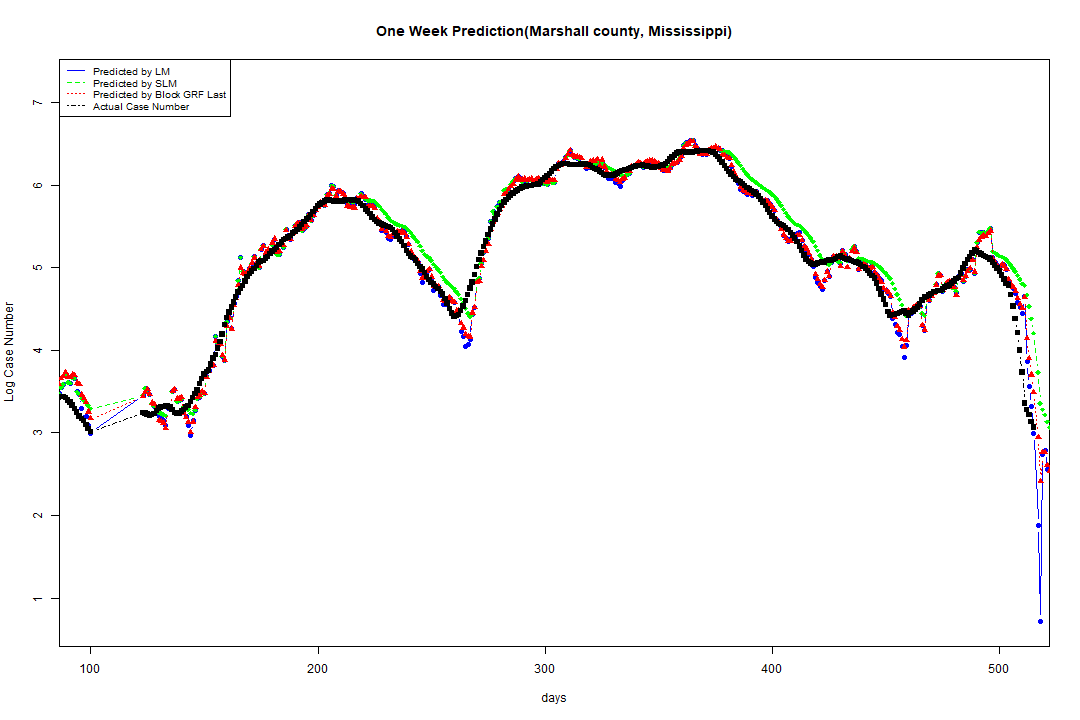 One Week Prediction(Marshall county, Mississippi)
Predicted by LM
Predicted by SLM
Predicted by Block GRF Last
Actual Case Number
7
6
5
4
3
2
1
Log Case Number
100 200 300 400 500
days